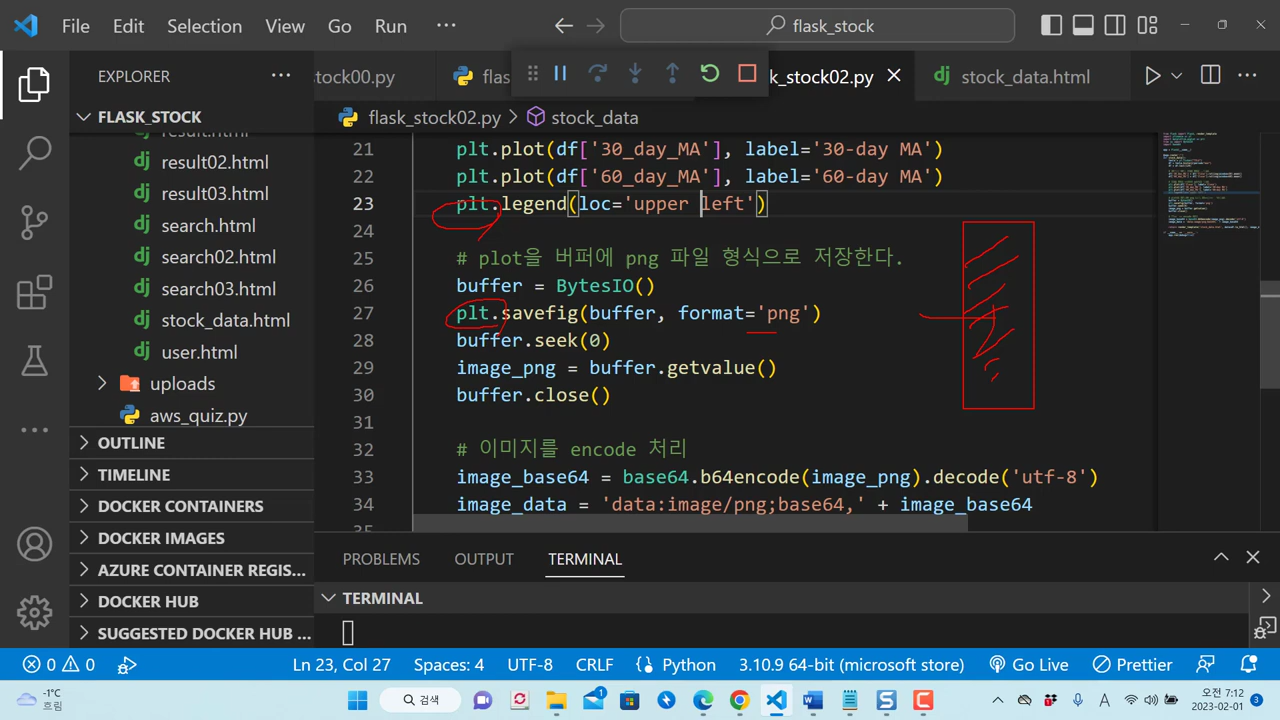 File Edit Selection View Go Run ··· flask_stock
EXPLORER ···
tock00.py flas k_stock02.py stock_data.html ···
FLASK_STOCK
flask_stock02.py > stock_data
result.html
result02.html
result03.html
search.html
search02.html
search03.html
stock_data.html
user.html
uploads
aws_quiz.py
OUTLINE
TIMELINE
DOCKER CONTAINERS
DOCKER IMAGES
AZURE CONTAINER REGIS...
DOCKER HUB
SUGGESTED DOCKER HUB ...
21 plt.plot(df['30_day_MA'], label='30-day MA')
22 plt.plot(df['60_day_MA'], label='60-day MA')
23 plt.legend(loc='upper left')
24
25 # plot을 버퍼에 png 파일 형식으로 저장한다.
26 buffer = BytesIO()
27 plt.savefig(buffer, format='png')
28 buffer.seek(0)
29 image_png = buffer.getvalue()
30 buffer.close()
31
32 # 이미지를 encode 처리
33 image_base64 = base64.b64encode(image_png).decode('utf-8')
34 image_data = 'data:image/png;base64,' + image_base64
35
PROBLEMS OUTPUT TERMINAL
TERMINAL
0 0 Ln 23, Col 27 Spaces: 4 UTF-8 CRLF Python 3.10.9 64-bit (microsoft store) Go Live Prettier
-1°C
흐림
검색
1
A
오전 7:12
2023-02-01
3